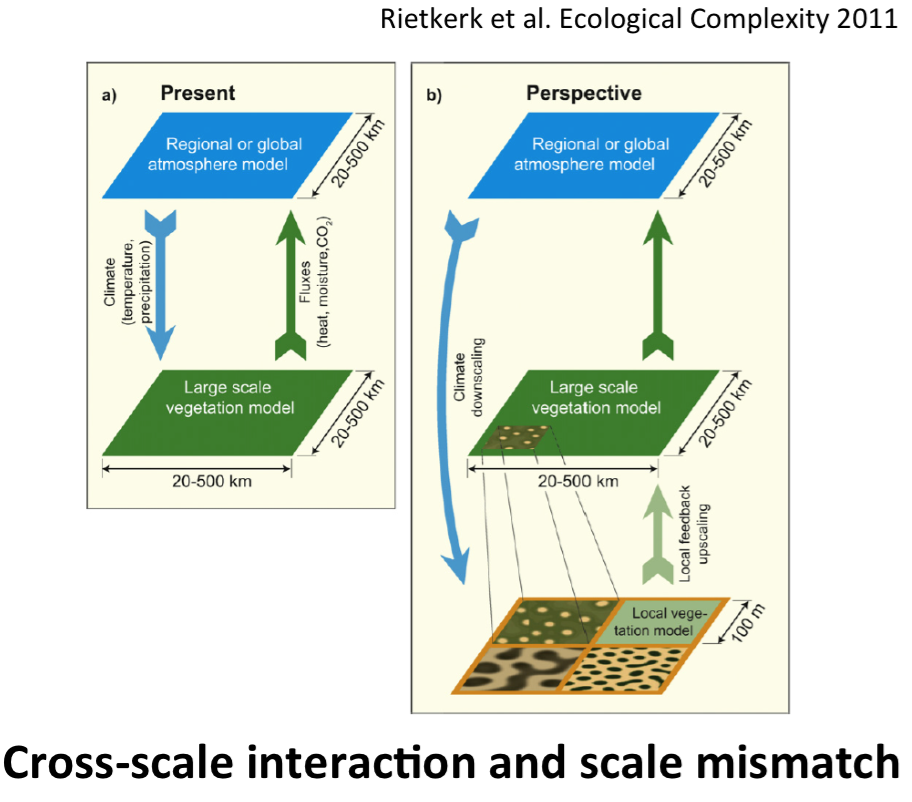 Rietkerk et al. Ecological Complexity 2011
a) Present
Regional or global
atmosphere model
20-500 km
Climate
(temperature,
precipitation)
Fluxes
(heat, moisture,CO₂)
Large scale
vegetation model
20-500 km
20-500 km
b) Perspective
Regional or global
atmosphere model
20-500 km
Climate
downscaling
Large scale
vegetation model
20-500 km
20-500 km
Local feedback
upscaling
Local vege-
tation model
100 m
Cross-scale interaction and scale mismatch